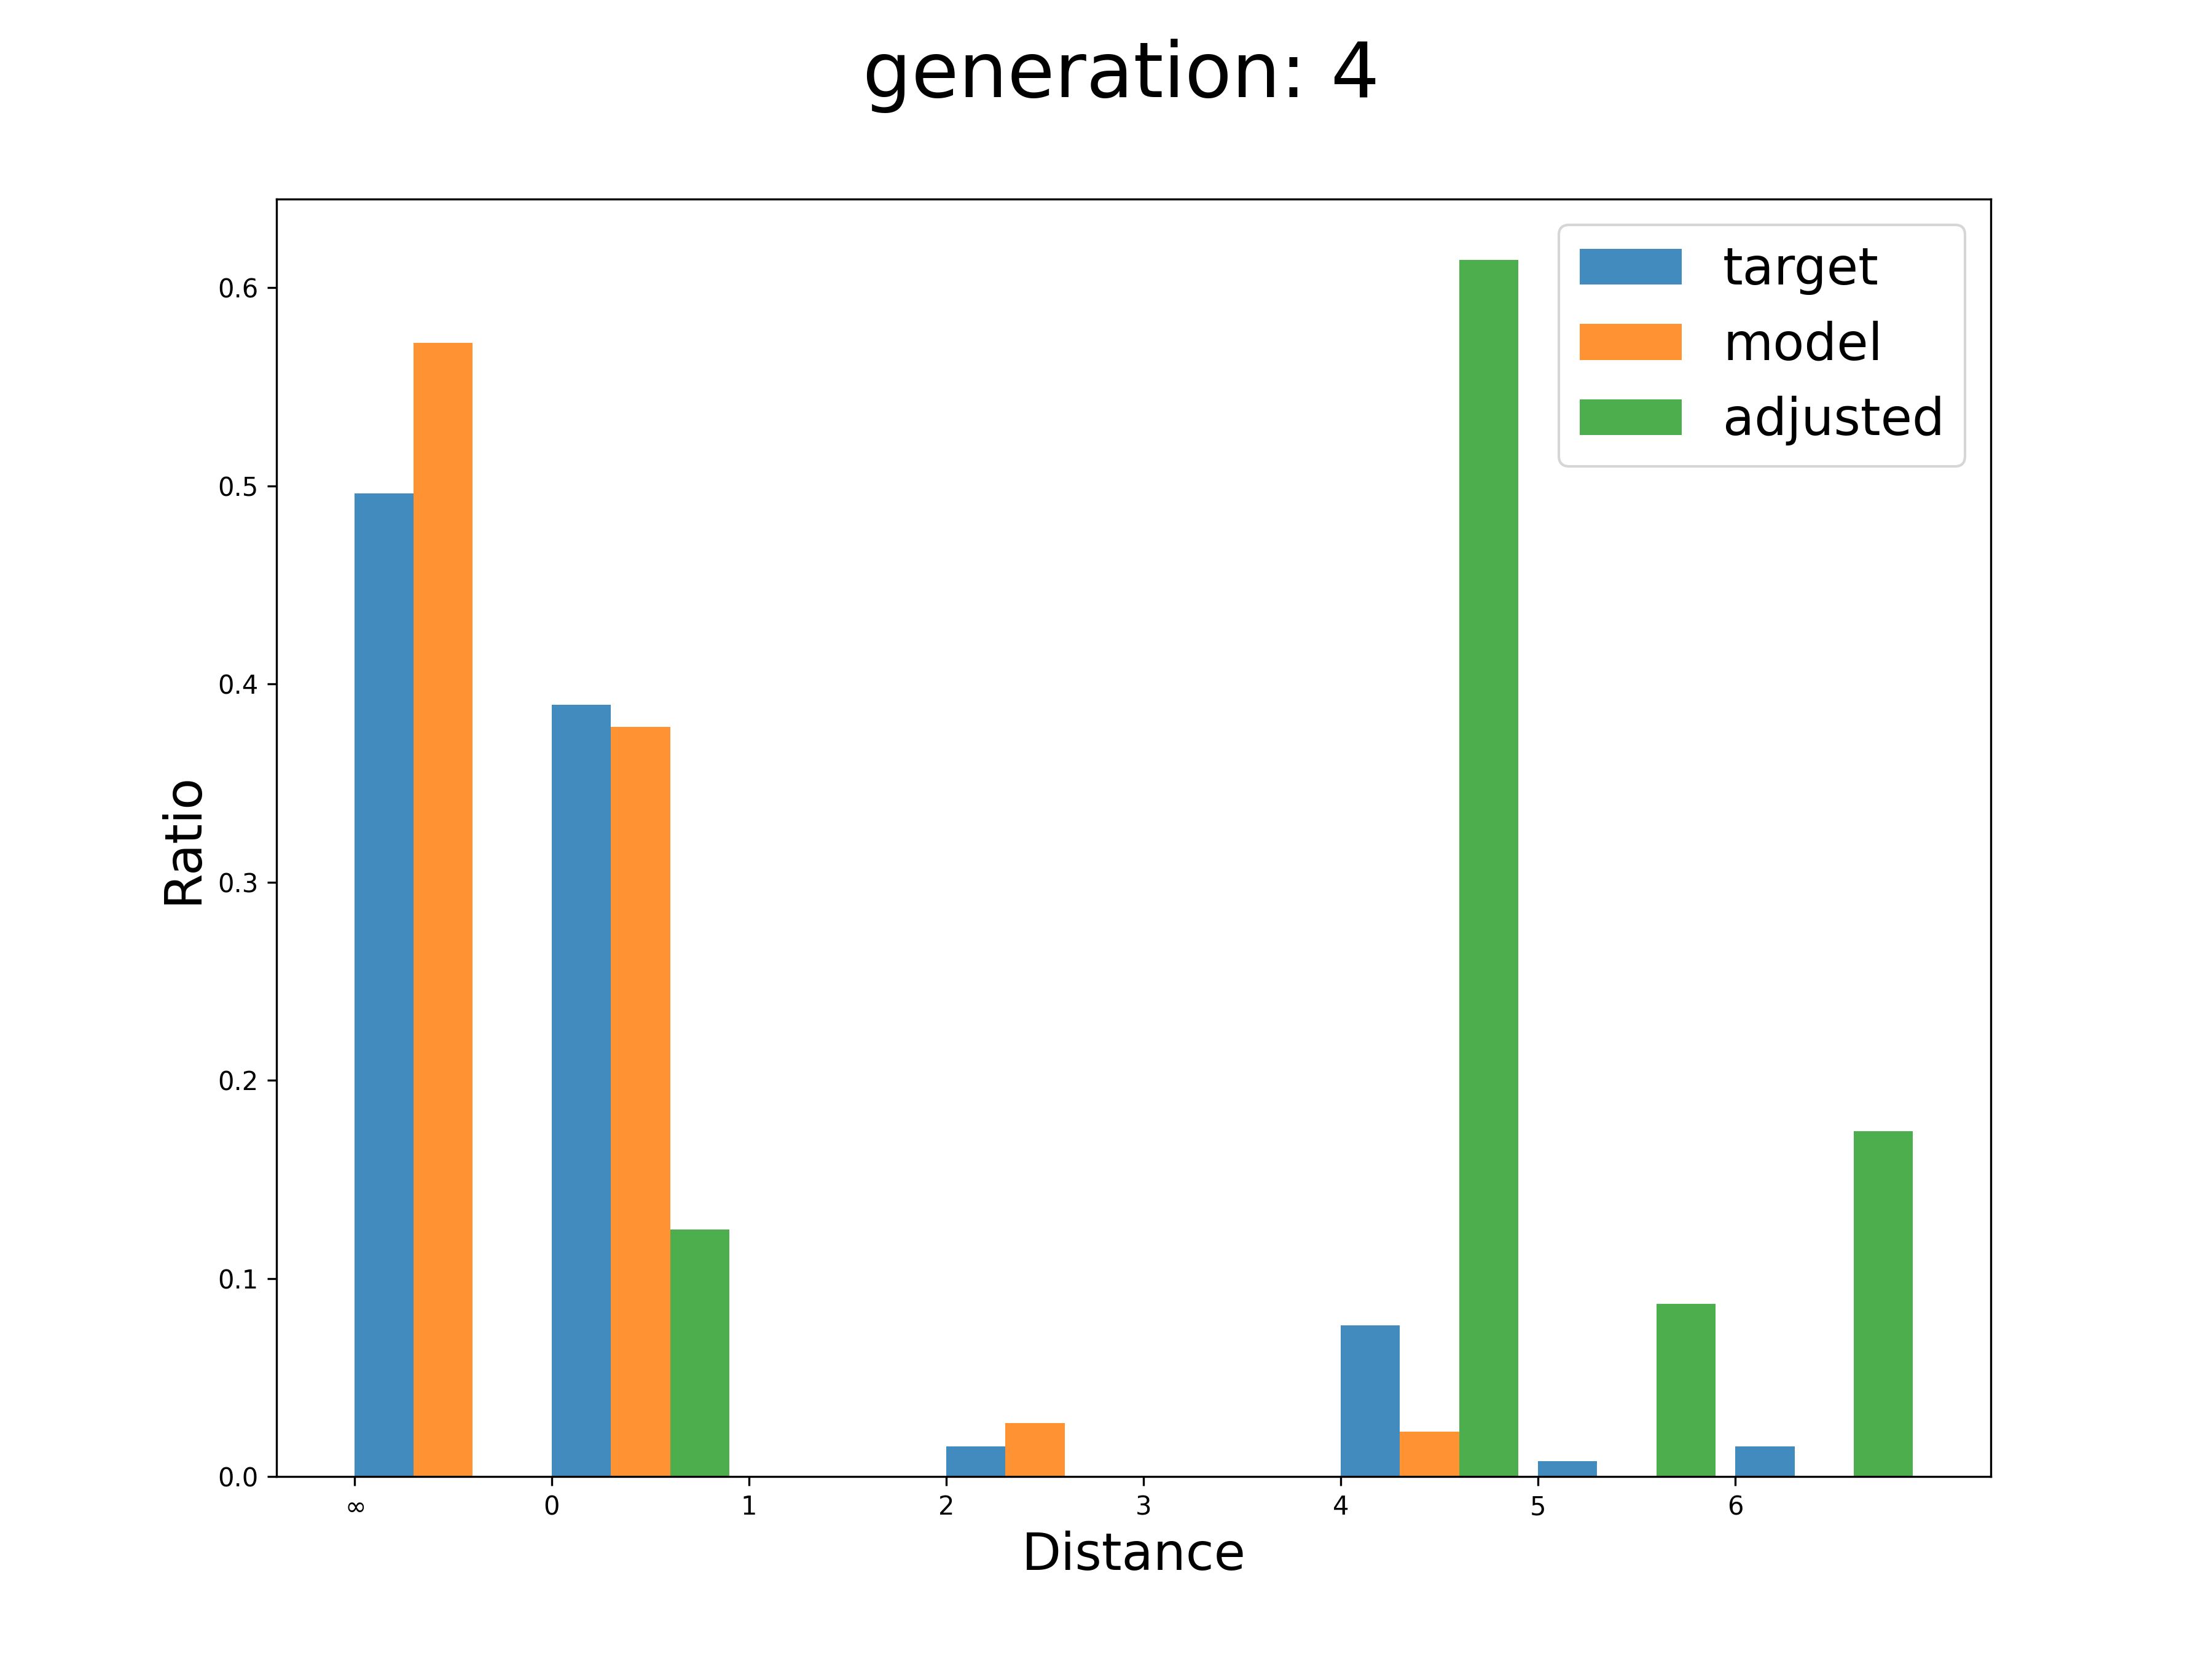 generation: 4
target
model
adjusted
0.6
0.5
0.4
0.3
0.2
0.1
0.0
Ratio
∞ 0 1 2 3 4 5 6
Distance